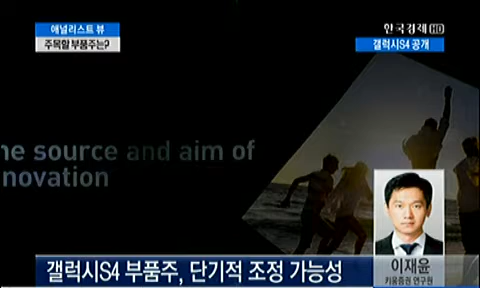 애널리스트 뷰
주목할 부품주는?
한국경제 HD
갤럭시S4 공개
he source and aim of
novation
이재윤
키움증권 연구원
갤럭시S4 부품주, 단기적 조정 가능성